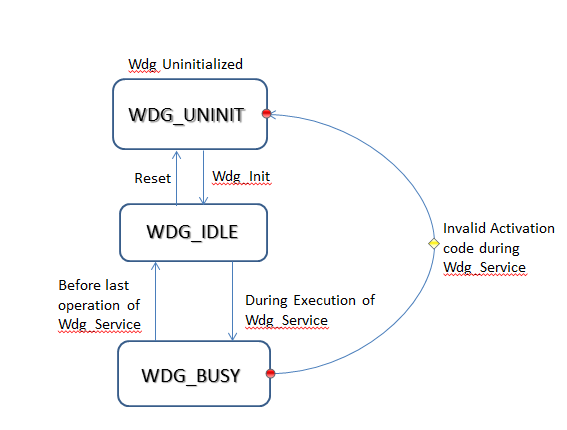 Wdg Uninitialized
WDG_UNINIT
Reset
Wdg_Init
WDG_IDLE
Invalid Activation
code during
Wdg_Service
Before last
operation of
Wdg_Service
During Execution of
Wdg_Service
WDG_BUSY